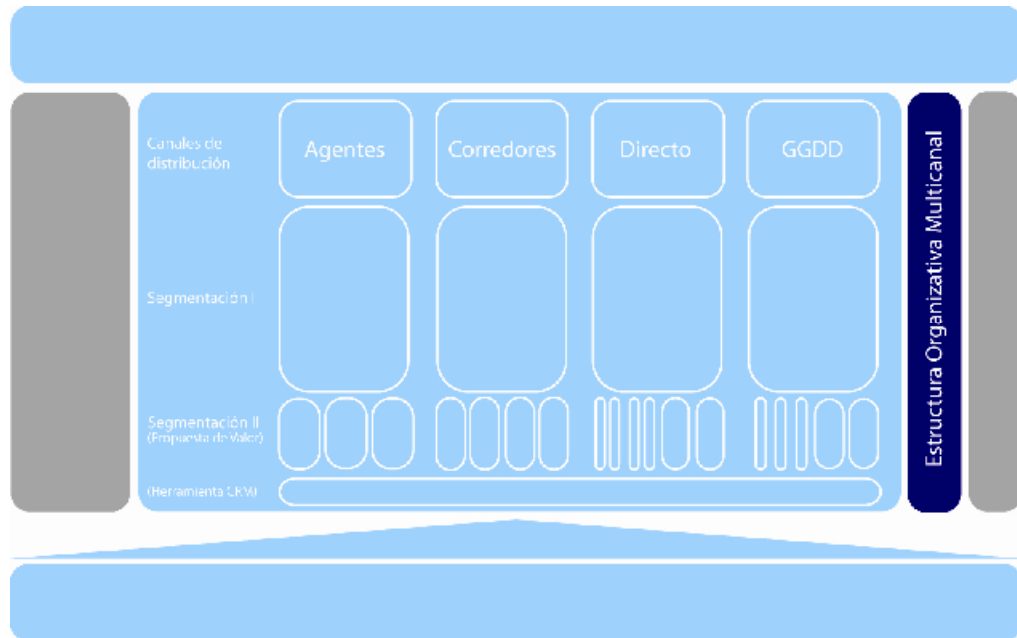 Canales de
distribución
Agentes
Corredores
Directo
GGDD
Segmentación I
Segmentación II
(Propuesta de Valor)
(Herramienta CRM)
Estructura Organizativa Multicanal